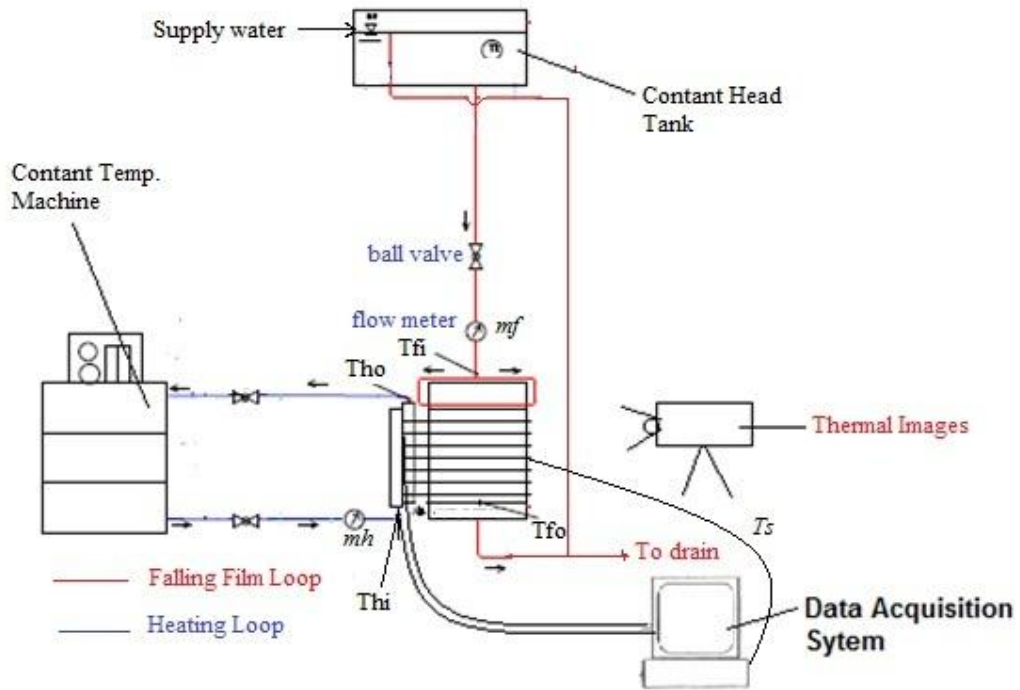 Supply water
Contant Head
Tank
Contant Temp.
Machine
ball valve
flow meter
mf
Tfi
Tho
Thermal Images
Ts
Tfo
mh
To drain
Falling Film Loop
Thi
Heating Loop
Data Acquisition
Sytem